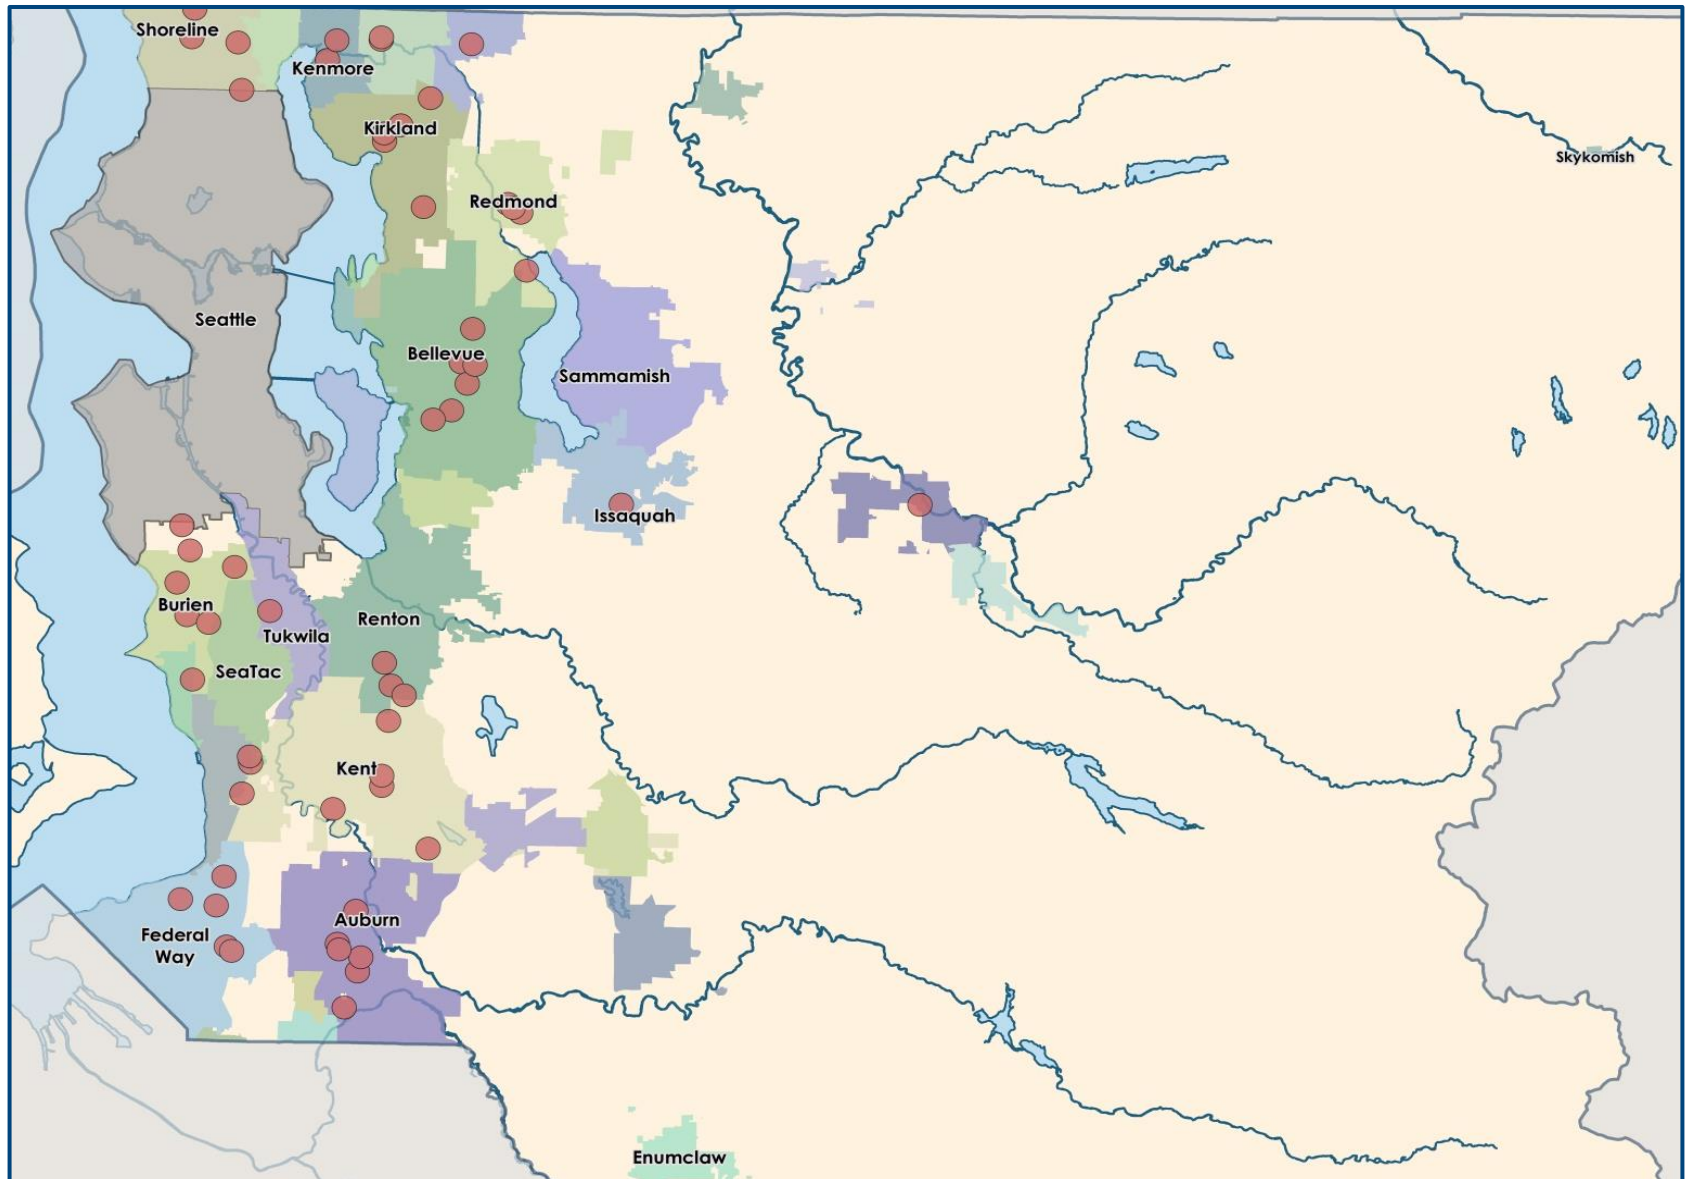 Shoreline
Kenmore
Kirkland
Skykomish
Redmond
Seattle
Bellevue
Sammamish
Issaquah
Burien
Renton
Tukwila
SeaTac
Kent
Auburn
Federal
Way
Enumclaw